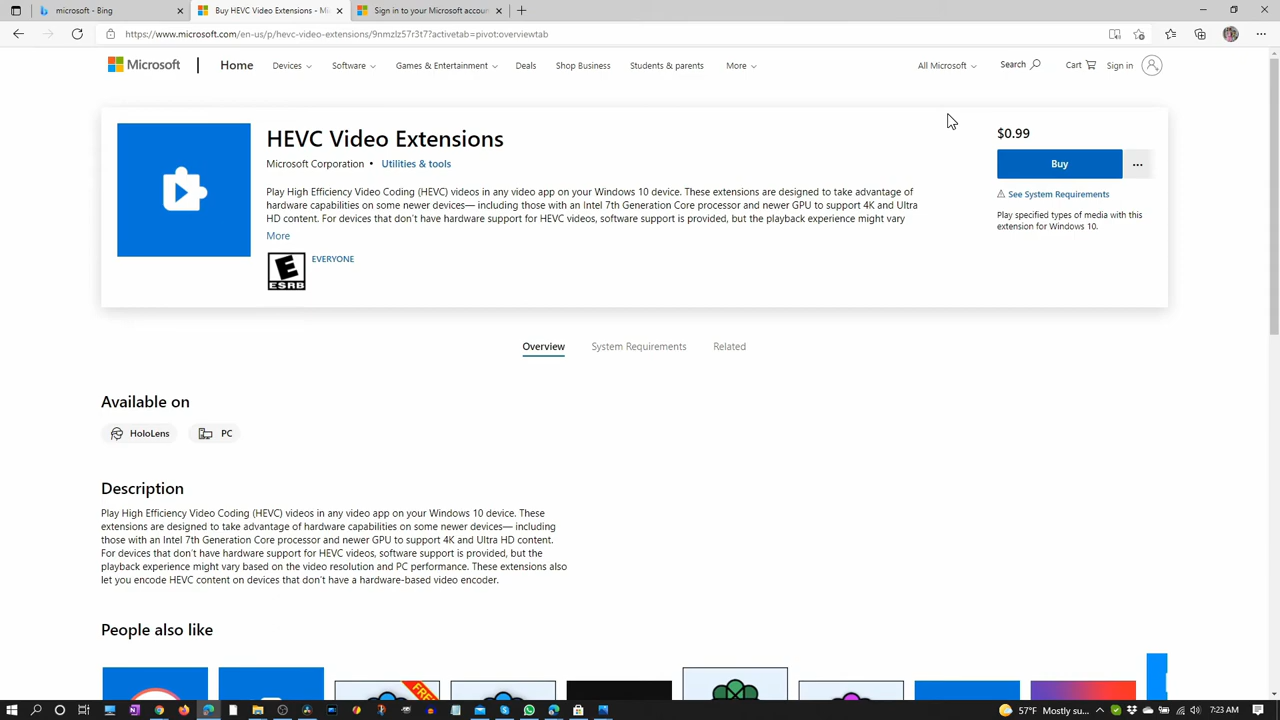 microsoft - Bing
Buy HEVC Video Extensions - Mi
Sign in to your Microsoft accoun
https://www.microsoft.com/en-us/p/hevc-video-extensions/9nmzlz57r3t7?activetab=pivot:overviewtab
Microsoft
Home
Devices
Software
Games & Entertainment
Deals
Shop Business
Students & parents
More
All Microsoft
Search
Cart
Sign in
HEVC Video Extensions
Microsoft Corporation • Utilities & tools
Play High Efficiency Video Coding (HEVC) videos in any video app on your Windows 10 device. These extensions are designed to take advantage of
hardware capabilities on some newer devices— including those with an Intel 7th Generation Core processor and newer GPU to support 4K and Ultra
HD content. For devices that don't have hardware support for HEVC videos, software support is provided, but the playback experience might vary
More
E
ESRB
EVERYONE
$0.99
Buy
...
See System Requirements
Play specified types of media with this
extension for Windows 10.
Overview
System Requirements
Related
Available on
HoloLens
PC
Description
Play High Efficiency Video Coding (HEVC) videos in any video app on your Windows 10 device. These
extensions are designed to take advantage of hardware capabilities on some newer devices— including
those with an Intel 7th Generation Core processor and newer GPU to support 4K and Ultra HD content.
For devices that don't have hardware support for HEVC videos, software support is provided, but the
playback experience might vary based on the video resolution and PC performance. These extensions also
let you encode HEVC content on devices that don't have a hardware-based video encoder.
People also like
FREE
57°F Mostly su...
7:23 AM